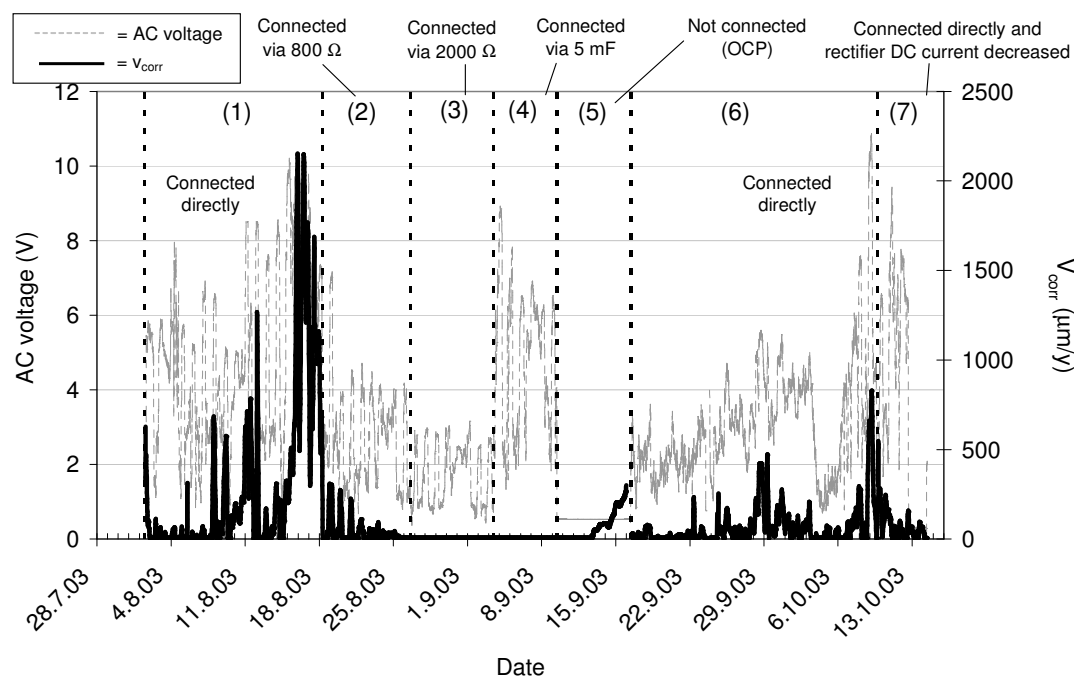 = AC voltage
= vcorr
Connected
via 800 Ω
Connected
via 2000 Ω
Connected
via 5 mF
Not connected
(OCP)
Connected directly and
rectifier DC current decreased
12
10
8
6
4
2
0
AC voltage (V)
(1)
(2)
(3)
(4)
(5)
(6)
(7)
Connected
directly
Connected
directly
2500
2000
1500
1000
500
0
Vcorr (µm/y)
28.7.03
4.8.03
11.8.03
18.8.03
25.8.03
1.9.03
8.9.03
15.9.03
22.9.03
29.9.03
6.10.03
13.10.03
Date